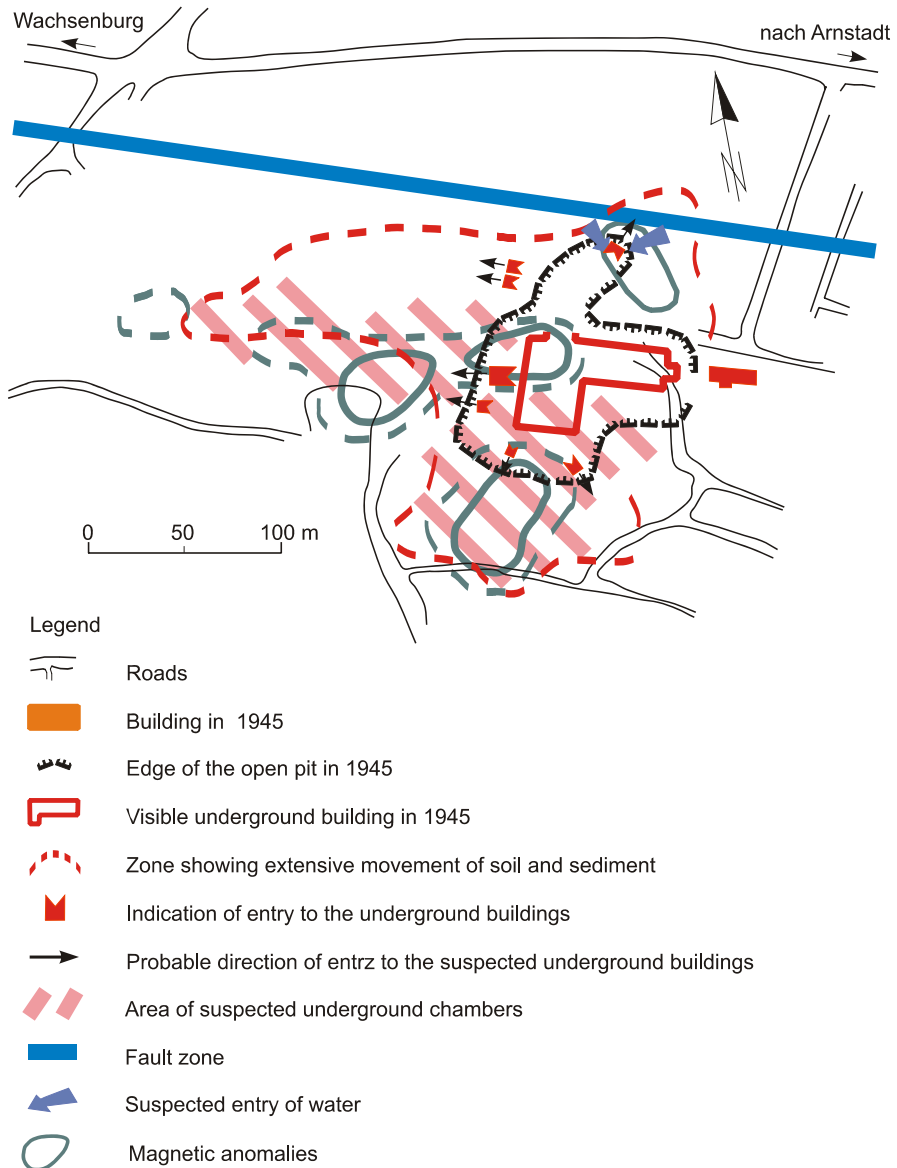 Wachsenburg
nach Arnstadt
N
0 50 100 m
Legend
Roads
Building in 1945
Edge of the open pit in 1945
Visible underground building in 1945
Zone showing extensive movement of soil and sediment
Indication of entry to the underground buildings
Probable direction of entrz to the suspected underground buildings
Area of suspected underground chambers
Fault zone
Suspected entry of water
Magnetic anomalies